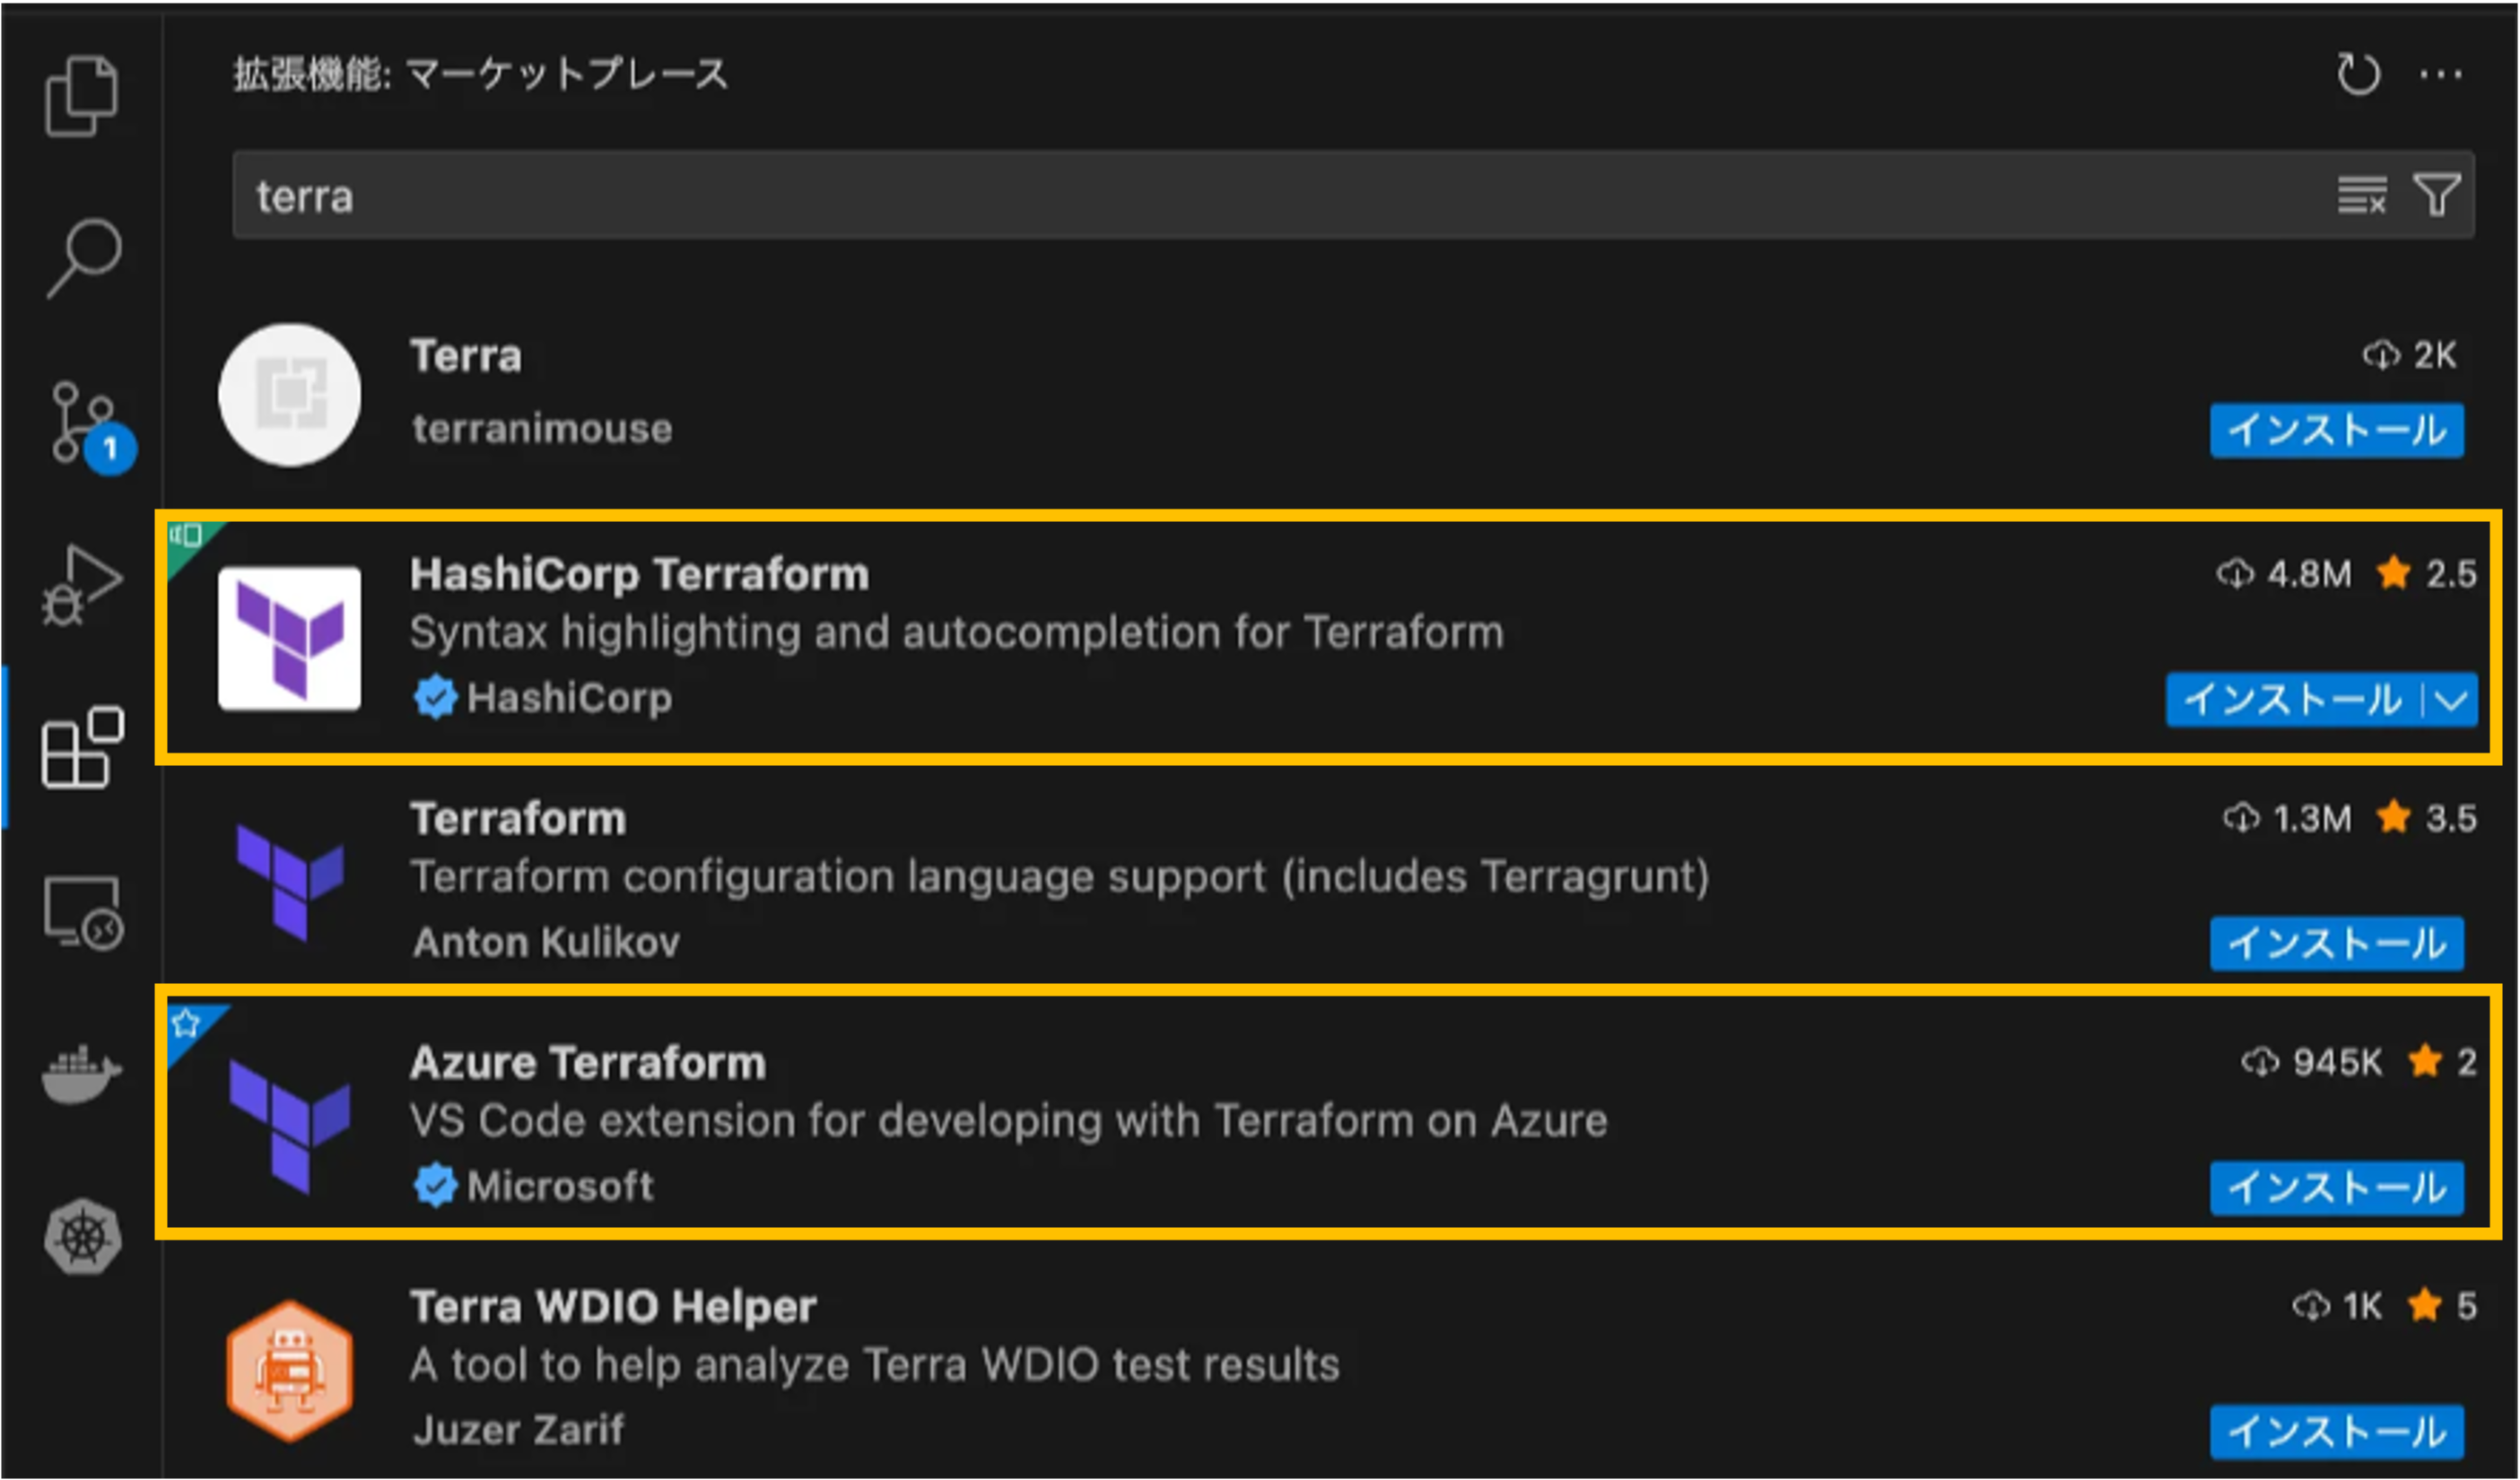 拡張機能: マーケットプレース
terra
Terra
2K
terranimouse
インストール
HashiCorp Terraform
4.8M 2.5
Syntax highlighting and autocompletion for Terraform
HashiCorp
インストール
Terraform
1.3M 3.5
Terraform configuration language support (includes Terragrunt)
Anton Kulikov
インストール
Azure Terraform
945K 2
VS Code extension for developing with Terraform on Azure
Microsoft
インストール
Terra WDIO Helper
1K 5
A tool to help analyze Terra WDIO test results
Juzer Zarif
インストール
1